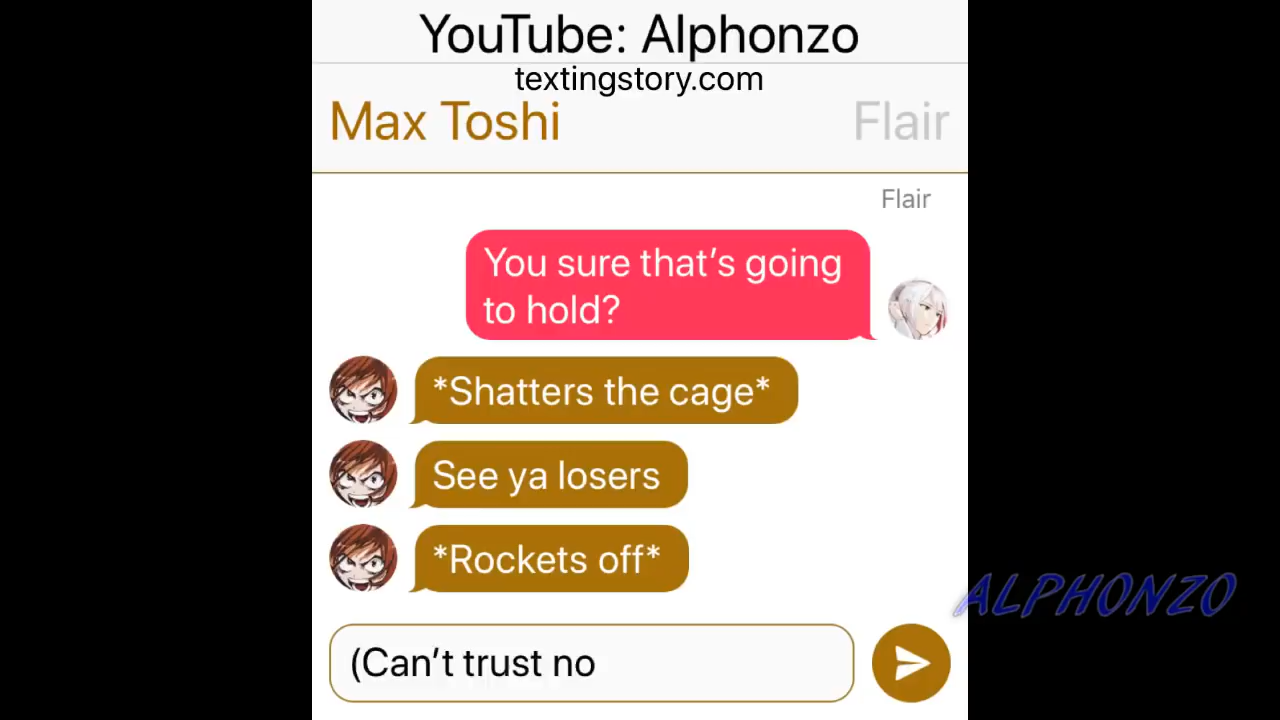 YouTube: Alphonzo
textingstory.com
Max Toshi
Flair
Flair
You sure that’s going
to hold?
*Shatters the cage*
See ya losers
*Rockets off*
ALPHONZO
(Can’t trust no